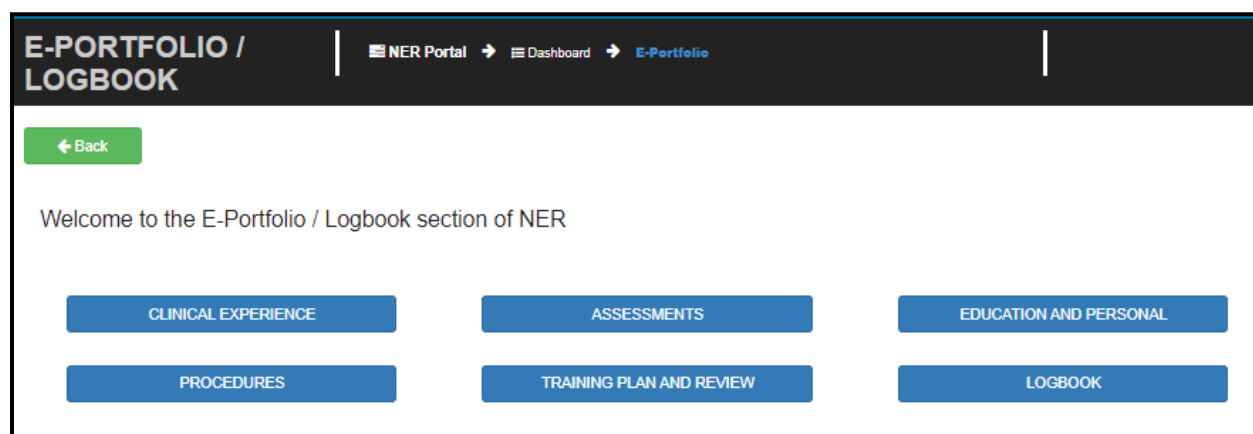 E-PORTFOLIO / LOGBOOK
NER Portal Dashboard E-Portfolio
Back
Welcome to the E-Portfolio / Logbook section of NER
CLINICAL EXPERIENCE ASSESSMENTS EDUCATION AND PERSONAL
PROCEDURES TRAINING PLAN AND REVIEW LOGBOOK